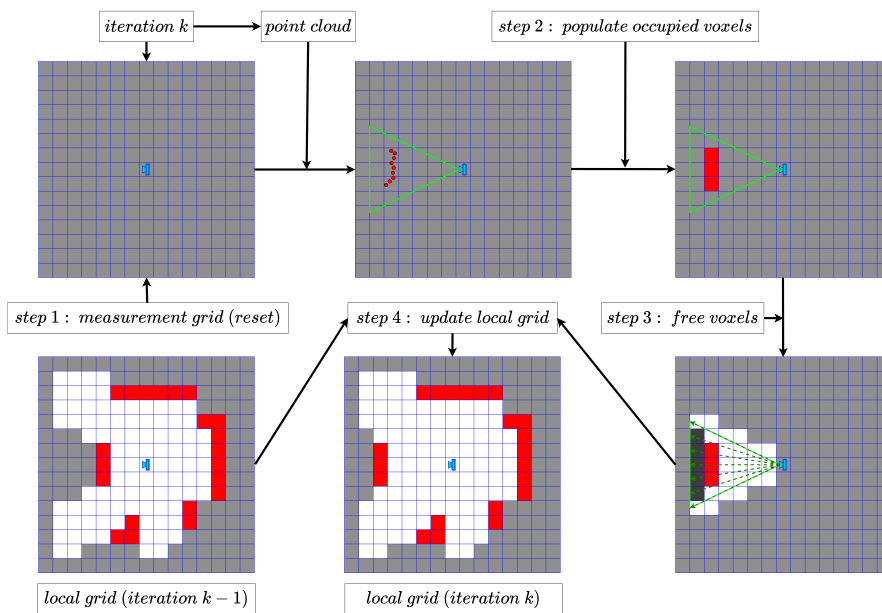 iteration k
point cloud
step 2 : populate occupied voxels
step 1 : measurement grid (reset)
step 4 : update local grid
step 3 : free voxels
local grid (iteration k − 1)
local grid (iteration k)